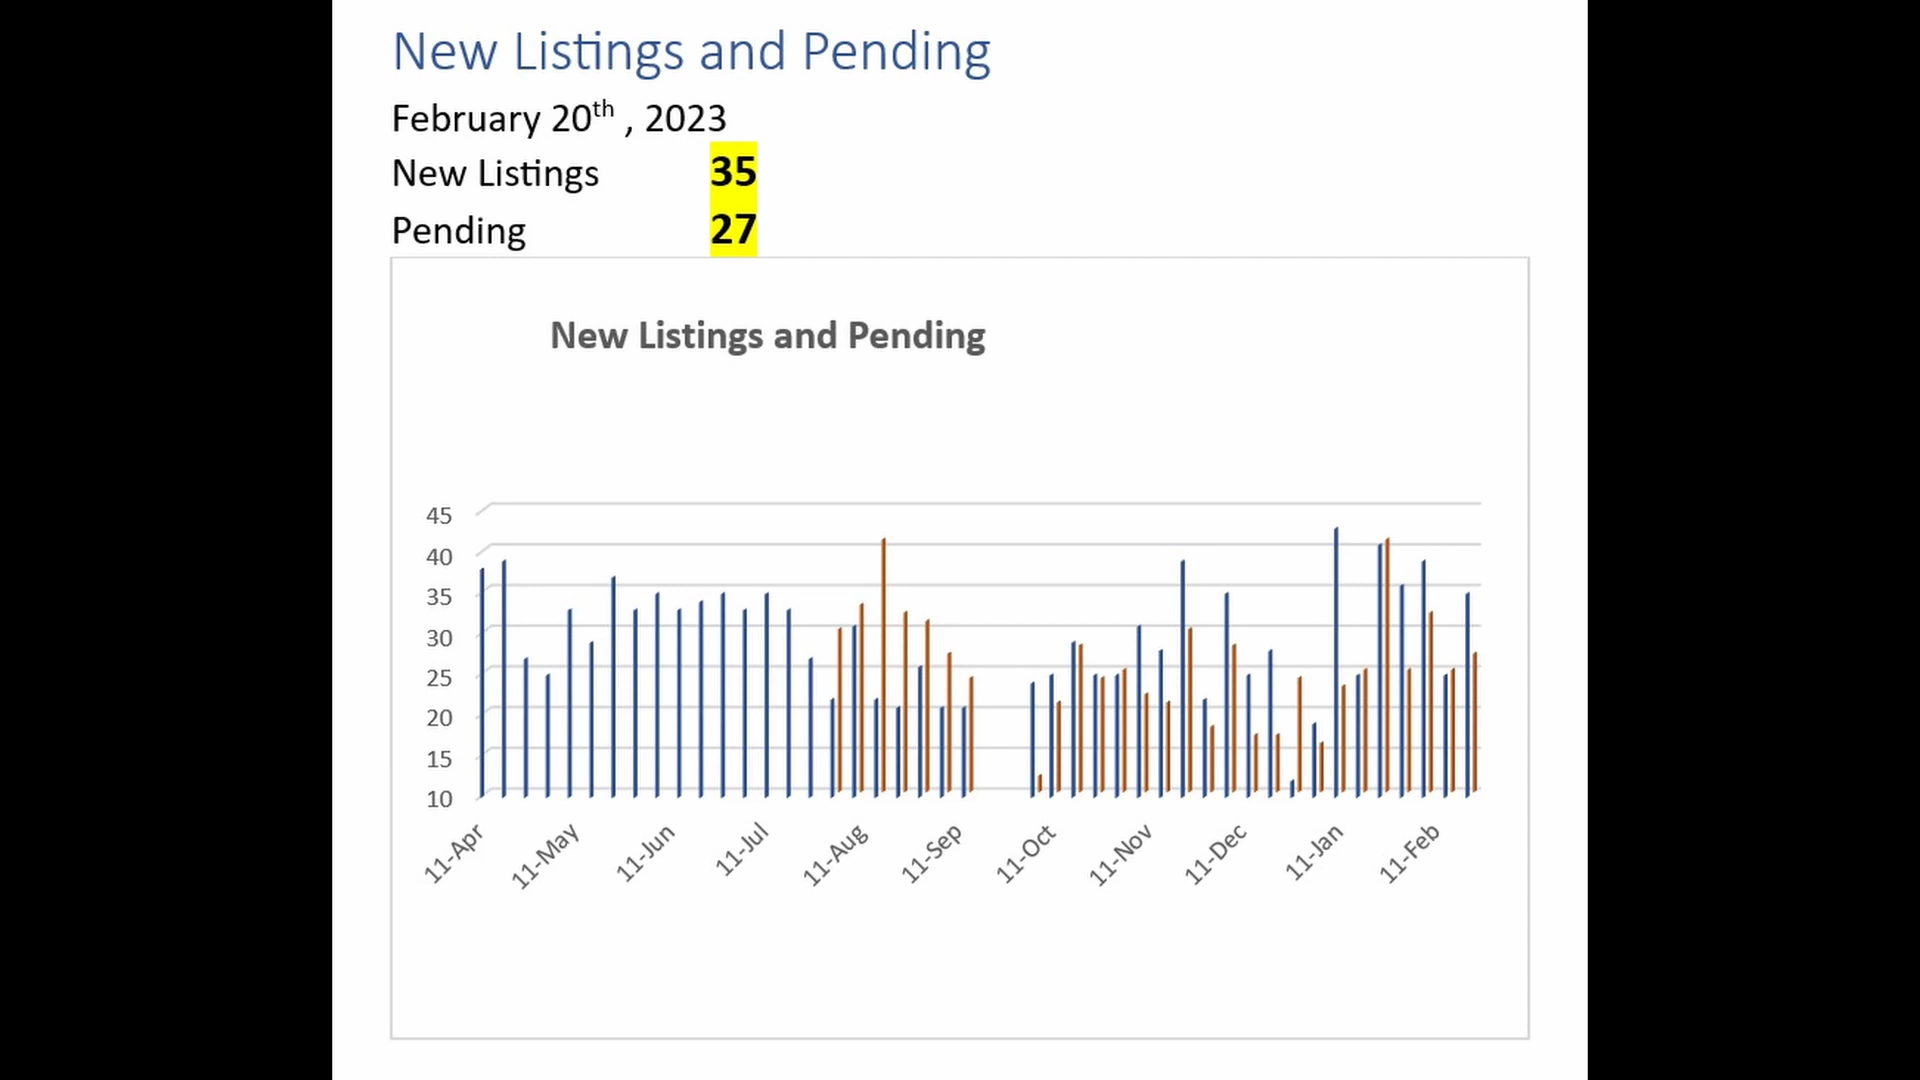 New Listings and Pending
February 20th , 2023
New Listings 35
Pending 27
New Listings and Pending
45
40
35
30
25
20
15
10
11-Apr 11-May 11-Jun 11-Jul 11-Aug 11-Sep 11-Oct 11-Nov 11-Dec 11-Jan 11-Feb